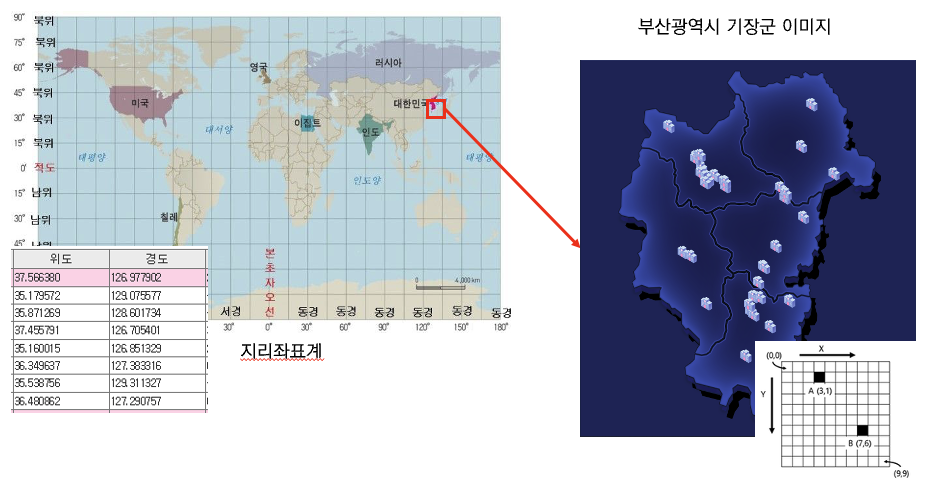 부산광역시 기장군 이미지
90° 북위
75° 북위
60° 북위
45° 북위
30° 북위
15° 북위
0° 적도
15° 남위
30° 남위
45° 남위
러시아
영국
미국
대한민국
이집트
인도
대서양
태평양
태평양
인도양
칠레
본초자오선
0 4,000 km
서경 동경 동경 동경 동경 동경 동경
30° 0° 30° 60° 90° 120° 150° 180°
지리좌표계
위도 경도
37.566380 126.977902
35.179572 129.075577
35.871269 128.601734
37.455791 126.705401
35.160015 126.851329
36.349637 127.383316
35.538756 129.311327
36.480862 127.290757
X
(0,0)
Y
A (3,1)
B (7,6)
(9,9)